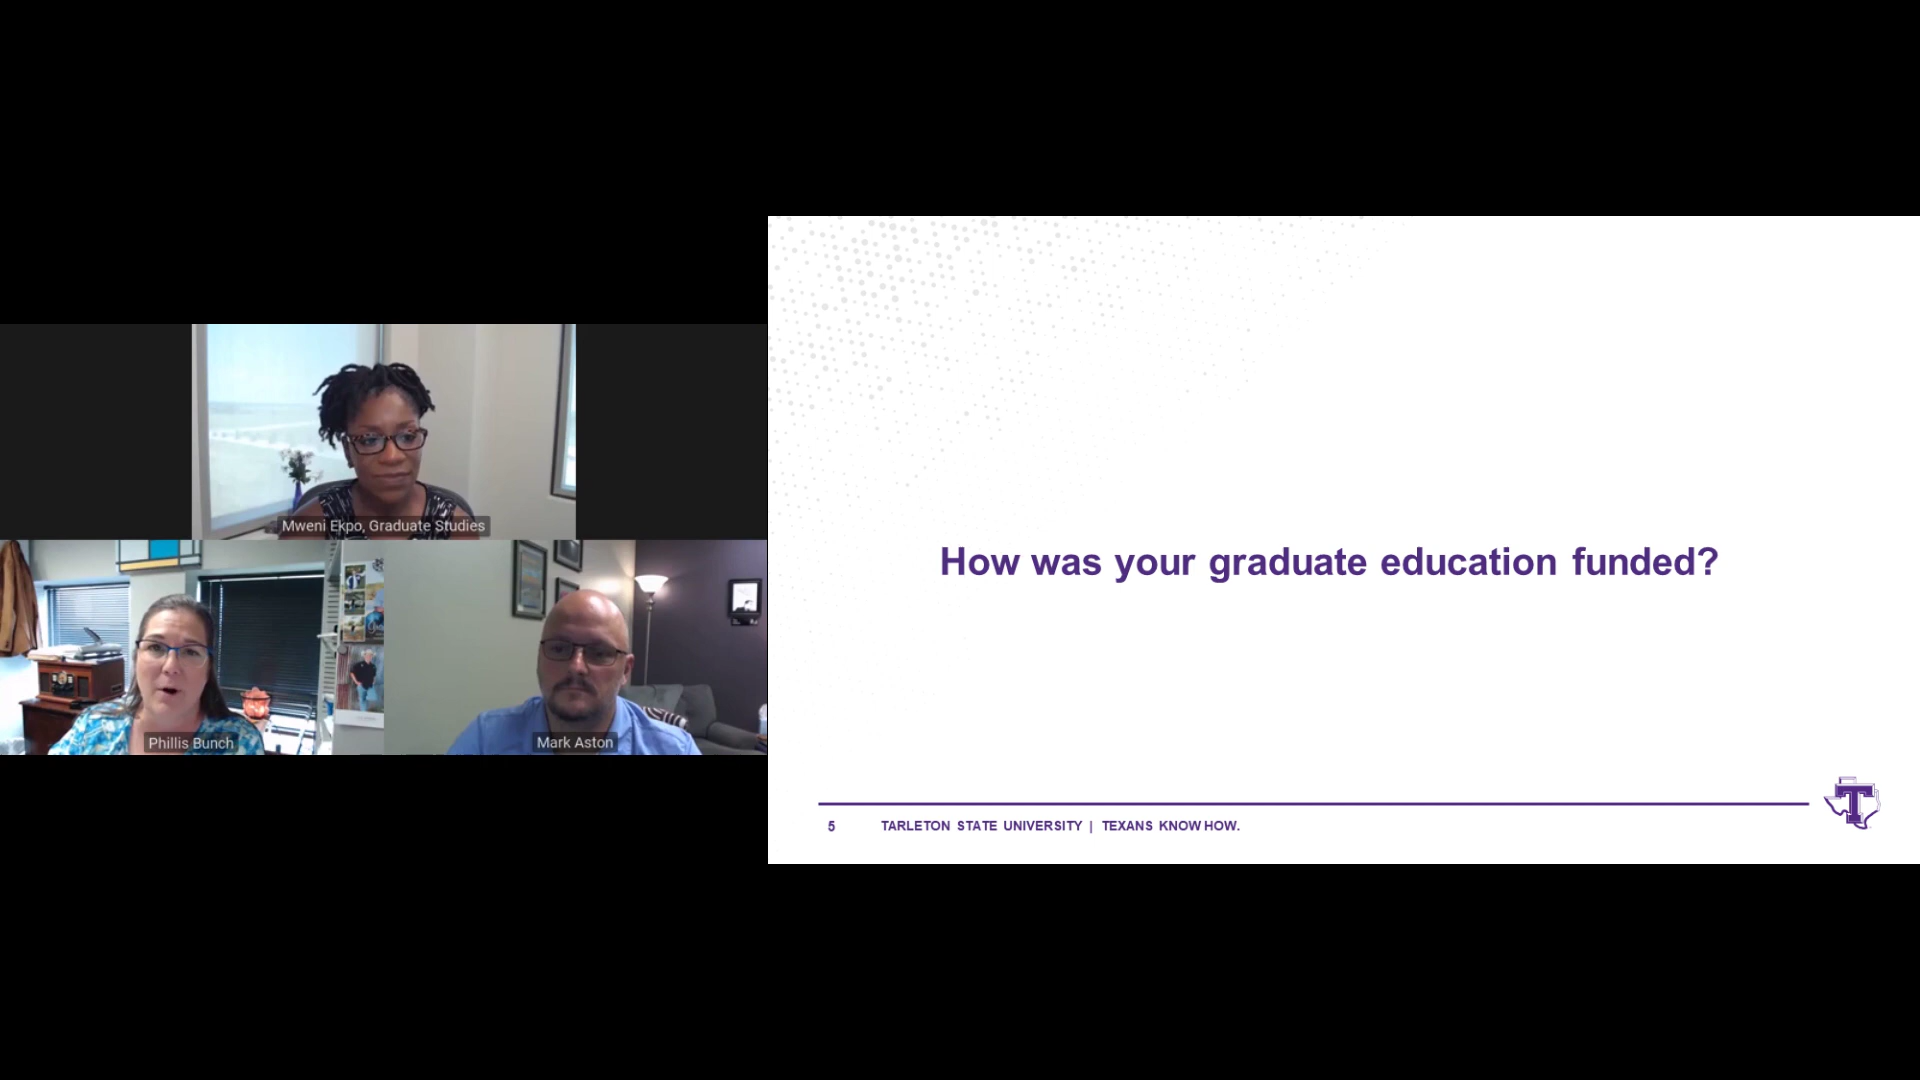 Mweni Ekpo, Graduate Studies
Phillis Bunch
Mark Aston
How was your graduate education funded?
5
TARLETON STATE UNIVERSITY | TEXANS KNOW HOW.
T